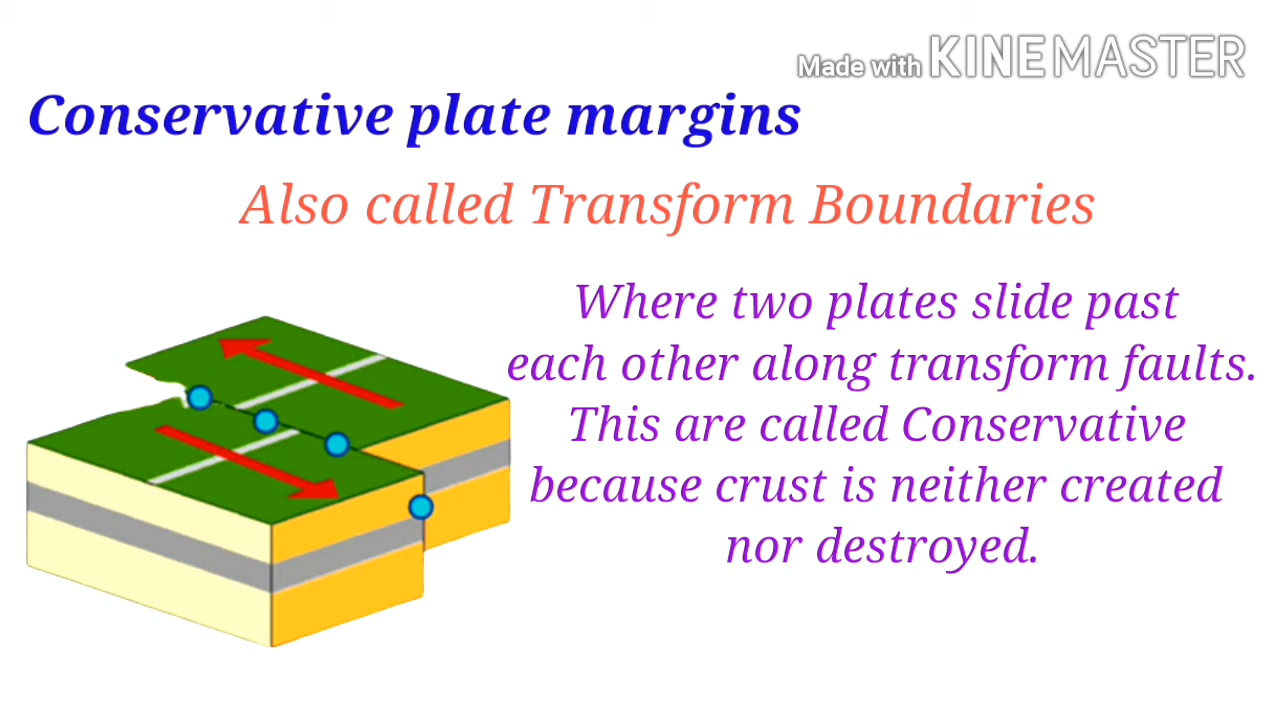 Made with KINEMASTER
Conservative plate margins
Also called Transform Boundaries
Where two plates slide past
each other along transform faults.
This are called Conservative
because crust is neither created
nor destroyed.